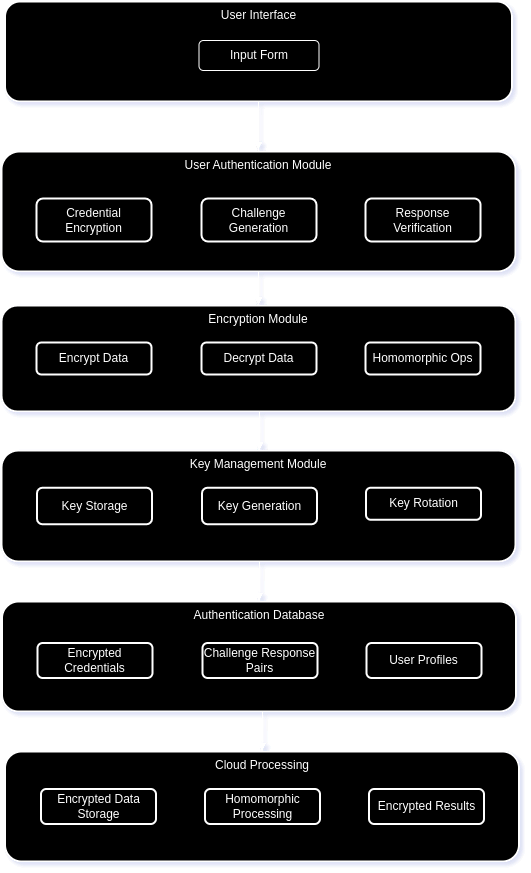 User Interface
Input Form
User Authentication Module
Credential
Encryption
Challenge
Generation
Response
Verification
Encryption Module
Encrypt Data
Decrypt Data
Homomorphic Ops
Key Management Module
Key Storage
Key Generation
Key Rotation
Authentication Database
Encrypted
Credentials
Challenge Response
Pairs
User Profiles
Cloud Processing
Encrypted Data
Storage
Homomorphic
Processing
Encrypted Results